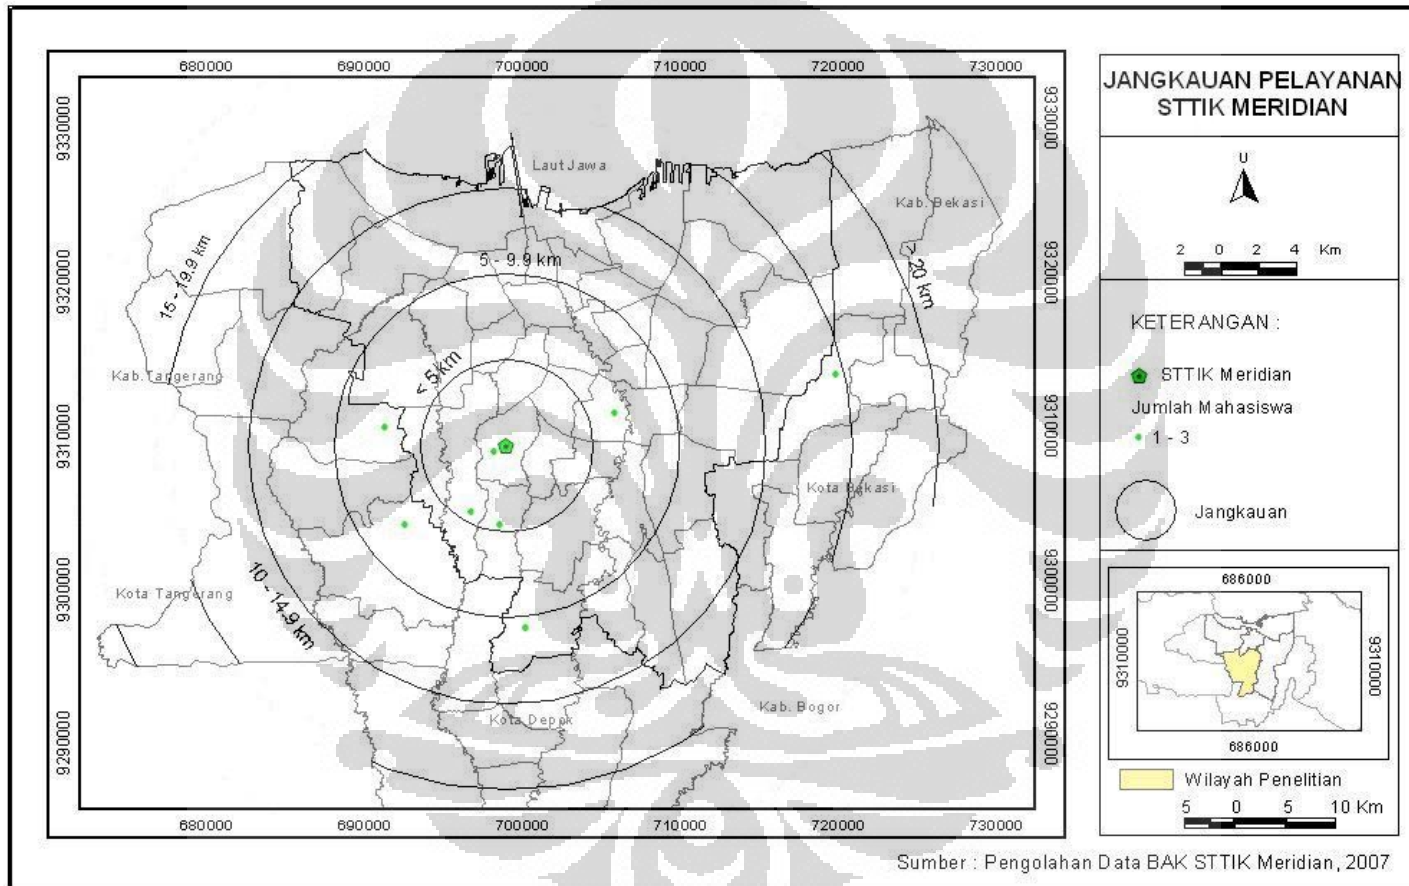 680000 690000 700000 710000 720000 730000
9330000
9320000
9310000
9300000
9290000
9330000
9320000
9310000
9300000
9290000
Laut Jawa
Kab. Bekasi
15 - 19.9 km
5 - 9.9 km
> 20 km
< 5 km
Kab. Tangerang
Kota Bekasi
Kota Tangerang
10 - 14.9 km
Kab. Bogor
Kota Depok
680000 690000 700000 710000 720000 730000
JANGKAUAN PELAYANAN
STTIK MERIDIAN
U
2 0 2 4 Km
KETERANGAN :
STTIK Meridian
Jumlah Mahasiswa
1 - 3
Jangkauan
686000
9310000
9310000
686000
Wilayah Penelitian
5 0 5 10 Km
Sumber : Pengolahan Data BAK STTIK Meridian, 2007